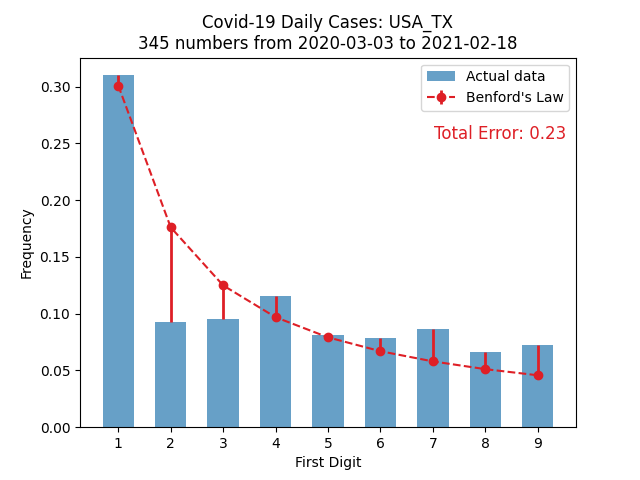 Covid-19 Daily Cases: USA_TX
345 numbers from 2020-03-03 to 2021-02-18
Actual data
Benford's Law
Total Error: 0.23
Frequency
0.30
0.25
0.20
0.15
0.10
0.05
0.00
1 2 3 4 5 6 7 8 9
First Digit